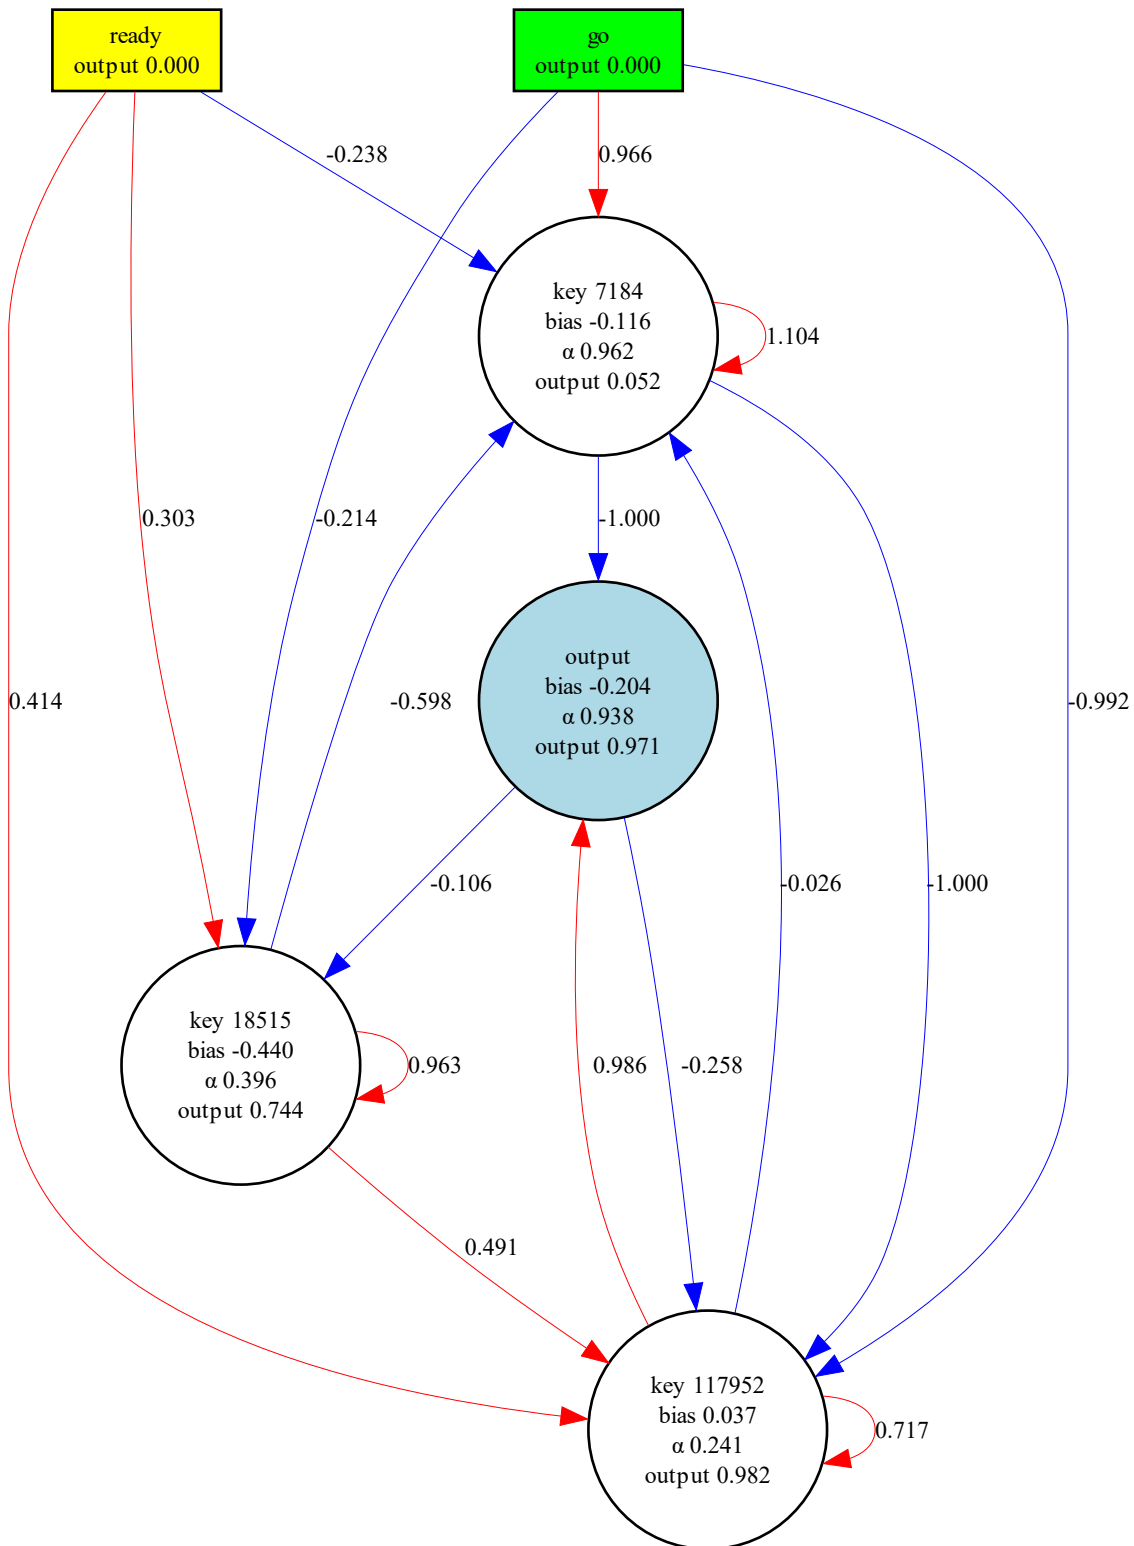 ready
output 0.000
go
output 0.000
-0.238
0.966
key 7184
bias -0.116
α 0.962
output 0.052
1.104
0.303
-0.214
-1.000
0.414
-0.598
output
bias -0.204
α 0.938
output 0.971
-0.992
-0.106
-0.026
-1.000
key 18515
bias -0.440
α 0.396
output 0.744
0.963
0.986
-0.258
0.491
key 117952
bias 0.037
α 0.241
output 0.982
0.717